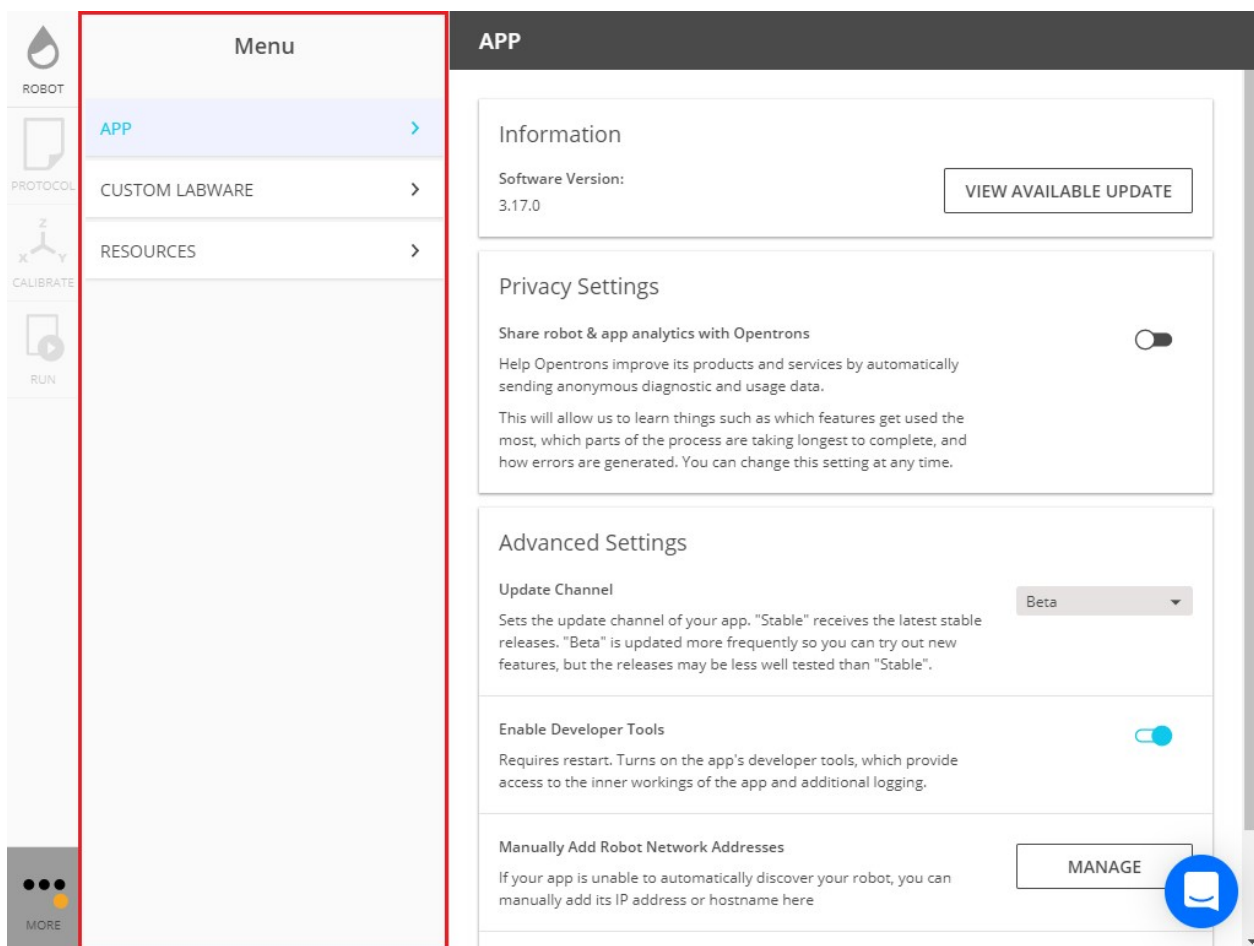 ROBOT
PROTOCOL
Z
X
Y
CALIBRATE
RUN
MORE
Menu
APP
CUSTOM LABWARE
RESOURCES
APP
Information
Software Version:
3.17.0
VIEW AVAILABLE UPDATE
Privacy Settings
Share robot & app analytics with Opentrons
Help Opentrons improve its products and services by automatically
sending anonymous diagnostic and usage data.
This will allow us to learn things such as which features get used the
most, which parts of the process are taking longest to complete, and
how errors are generated. You can change this setting at any time.
Advanced Settings
Update Channel
Beta
Sets the update channel of your app. "Stable" receives the latest stable
releases. "Beta" is updated more frequently so you can try out new
features, but the releases may be less well tested than "Stable".
Enable Developer Tools
Requires restart. Turns on the app's developer tools, which provide
access to the inner workings of the app and additional logging.
Manually Add Robot Network Addresses
If your app is unable to automatically discover your robot, you can
manually add its IP address or hostname here
MANAGE